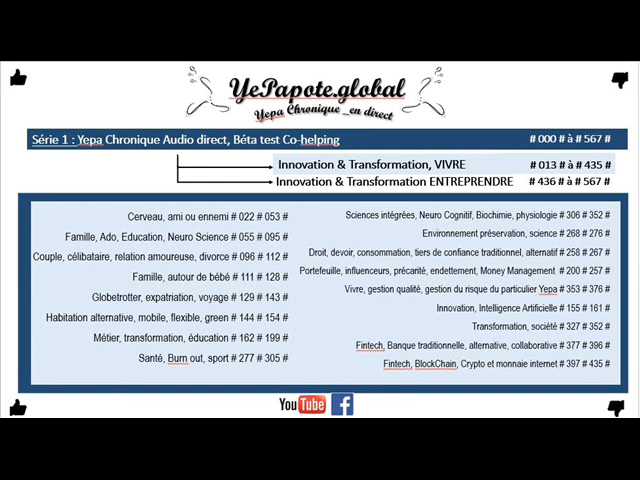 YePapote.global
Yepa Chronique _en direct
Série 1 : Yepa Chronique Audio direct, Béta test Co-helping # 000 # à # 567 #
Innovation & Transformation, VIVRE # 013 # à # 435 #
Innovation & Transformation ENTREPRENDRE # 436 # à # 567 #
Cerveau, ami ou ennemi # 022 # 053 #
Famille, Ado, Education, Neuro Science # 055 # 095 #
Couple, célibataire, relation amoureuse, divorce # 096 # 112 #
Famille, autour de bébé # 111 # 128 #
Globetrotter, expatriation, voyage # 129 # 143 #
Habitation alternative, mobile, flexible, green # 144 # 154 #
Métier, transformation, éducation # 162 # 199 #
Santé, Burn out, sport # 277 # 305 #
Sciences intégrées, Neuro Cognitif, Biochimie, physiologie # 306 # 352 #
Environnement préservation, science # 268 # 276 #
Droit, devoir, consommation, tiers de confiance traditionnel, alternatif # 258 # 267 #
Portefeuille, influenceurs, précarité, endettement, Money Management # 200 # 257 #
Vivre, gestion qualité, gestion du risque du particulier Yepa # 353 # 376 #
Innovation, Intelligence Artificielle # 155 # 161 #
Transformation, société # 327 # 352 #
Fintech, Banque traditionnelle, alternative, collaborative # 377 # 396 #
Fintech, BlockChain, Crypto et monnaie internet # 397 # 435 #
YouTube f